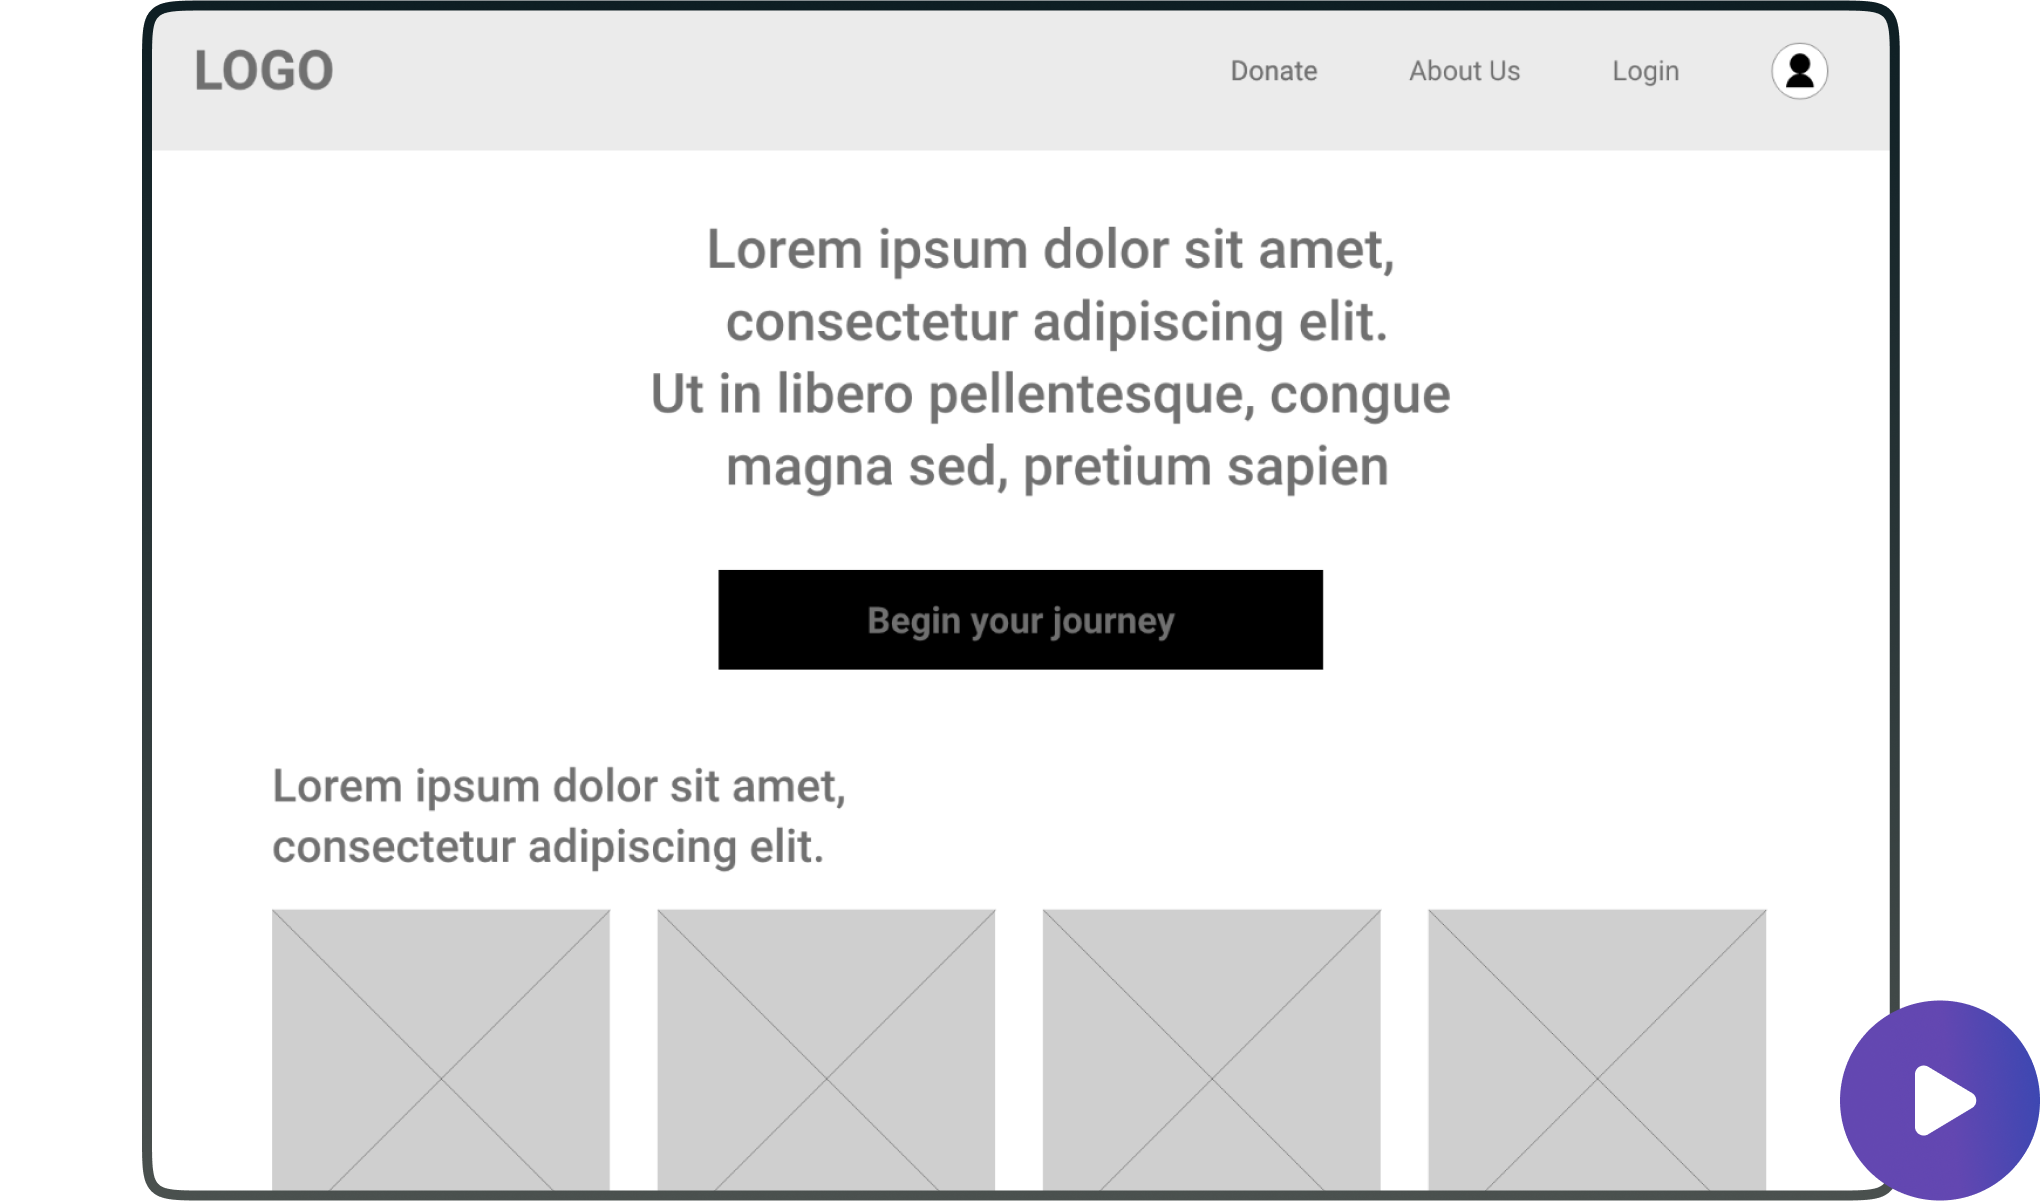 LOGO
Donate
About Us
Login
Lorem ipsum dolor sit amet,
consectetur adipiscing elit.
Ut in libero pellentesque, congue
magna sed, pretium sapien
Begin your journey
Lorem ipsum dolor sit amet,
consectetur adipiscing elit.